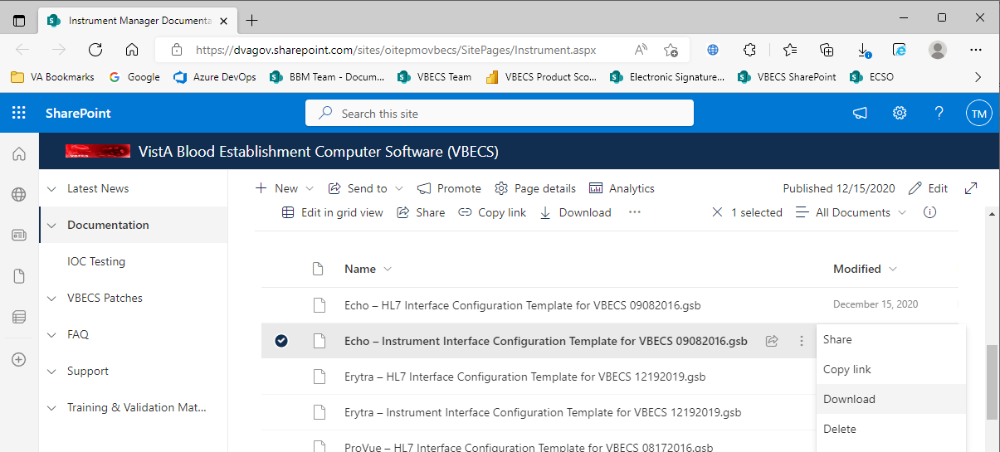 Instrument Manager Documenta
https://dvagov.sharepoint.com/sites/oitepmovbecs/SitePages/Instrument.aspx
VA Bookmarks Google Azure DevOps BBM Team - Docum... VBECS Team VBECS Product Sco... Electronic Signature... VBECS SharePoint ECSO
SharePoint Search this site ? TM
VistA Blood Establishment Computer Software (VBECS)
Latest News
Documentation
IOC Testing
VBECS Patches
FAQ
Support
Training & Validation Mat...
New Send to Promote Page details Analytics Published 12/15/2020 Edit
Edit in grid view Share Copy link Download ... 1 selected All Documents
Name Modified
Echo – HL7 Interface Configuration Template for VBECS 09082016.gsb December 15, 2020
Echo – Instrument Interface Configuration Template for VBECS 09082016.gsb
Erytra – HL7 Interface Configuration Template for VBECS 12192019.gsb
Erytra – Instrument Interface Configuration Template for VBECS 12192019.gsb
ProVue – HL7 Interface Configuration Template for VBECS 08172016.gsb
Share
Copy link
Download
Delete